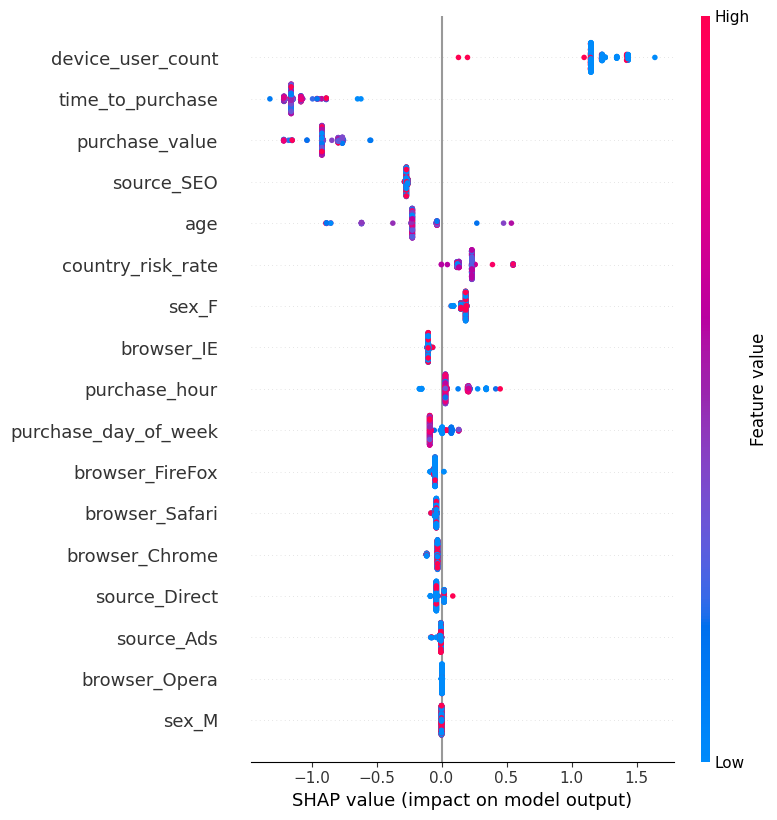 High
device_user_count
time_to_purchase
purchase_value
source_SEO
age
country_risk_rate
sex_F
browser_IE
purchase_hour
purchase_day_of_week
browser_FireFox
browser_Safari
browser_Chrome
source_Direct
source_Ads
browser_Opera
sex_M
Feature value
Low
−1.0 −0.5 0.0 0.5 1.0 1.5
SHAP value (impact on model output)